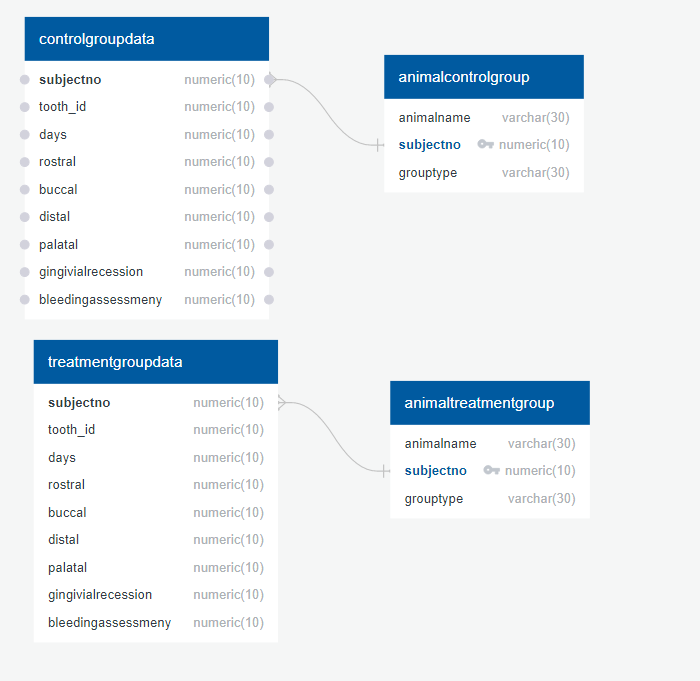 controlgroupdata
subjectno numeric(10)
tooth_id numeric(10)
days numeric(10)
rostral numeric(10)
buccal numeric(10)
distal numeric(10)
palatal numeric(10)
gingivialrecession numeric(10)
bleedingassessmeny numeric(10)
animalcontrolgroup
animalname varchar(30)
subjectno numeric(10)
grouptype varchar(30)
treatmentgroupdata
subjectno numeric(10)
tooth_id numeric(10)
days numeric(10)
rostral numeric(10)
buccal numeric(10)
distal numeric(10)
palatal numeric(10)
gingivialrecession numeric(10)
bleedingassessmeny numeric(10)
animaltreatmentgroup
animalname varchar(30)
subjectno numeric(10)
grouptype varchar(30)